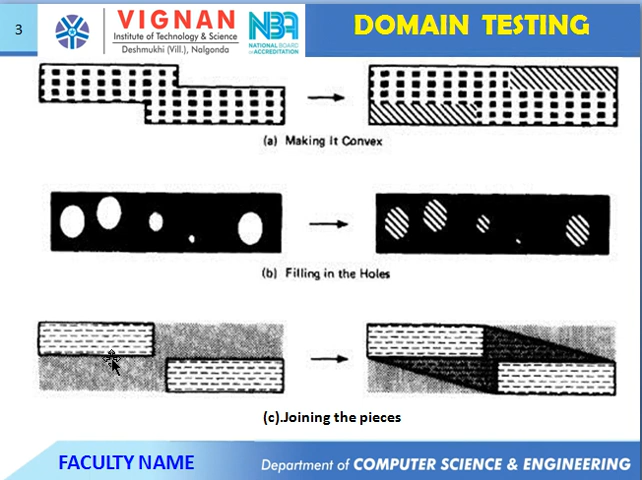 3
VIGNAN
Institute of Technology & Science
Deshmukhi (Vill.), Nalgonda
NBA
NATIONAL BOARD
of ACCREDITATION
DOMAIN TESTING
(a) Making It Convex
(b) Filling in the Holes
(c).Joining the pieces
FACULTY NAME
Department of COMPUTER SCIENCE & ENGINEERING